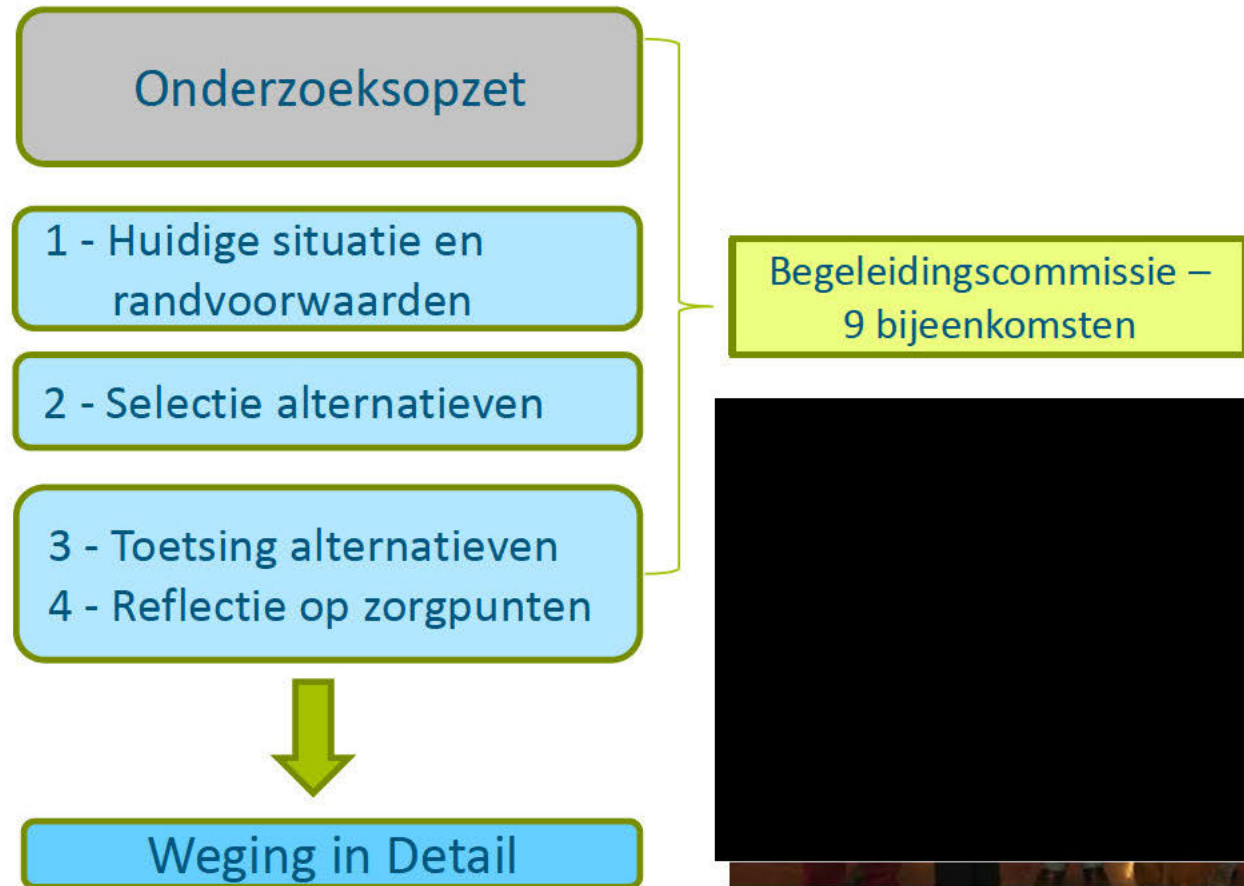 Onderzoeksopzet
1 - Huidige situatie en
randvoorwaarden
2 - Selectie alternatieven
3 - Toetsing alternatieven
4 - Reflectie op zorgpunten
Weging in Detail
Begeleidingscommissie –
9 bijeenkomsten